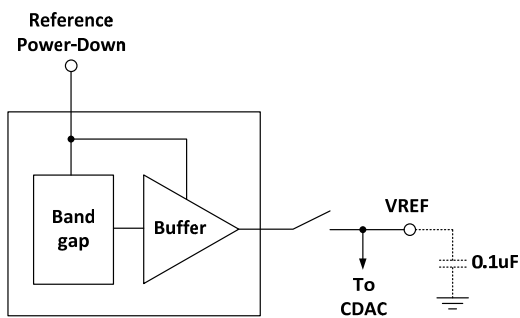 Reference
Power-Down
Band
gap
Buffer
VREF
To
CDAC
0.1uF